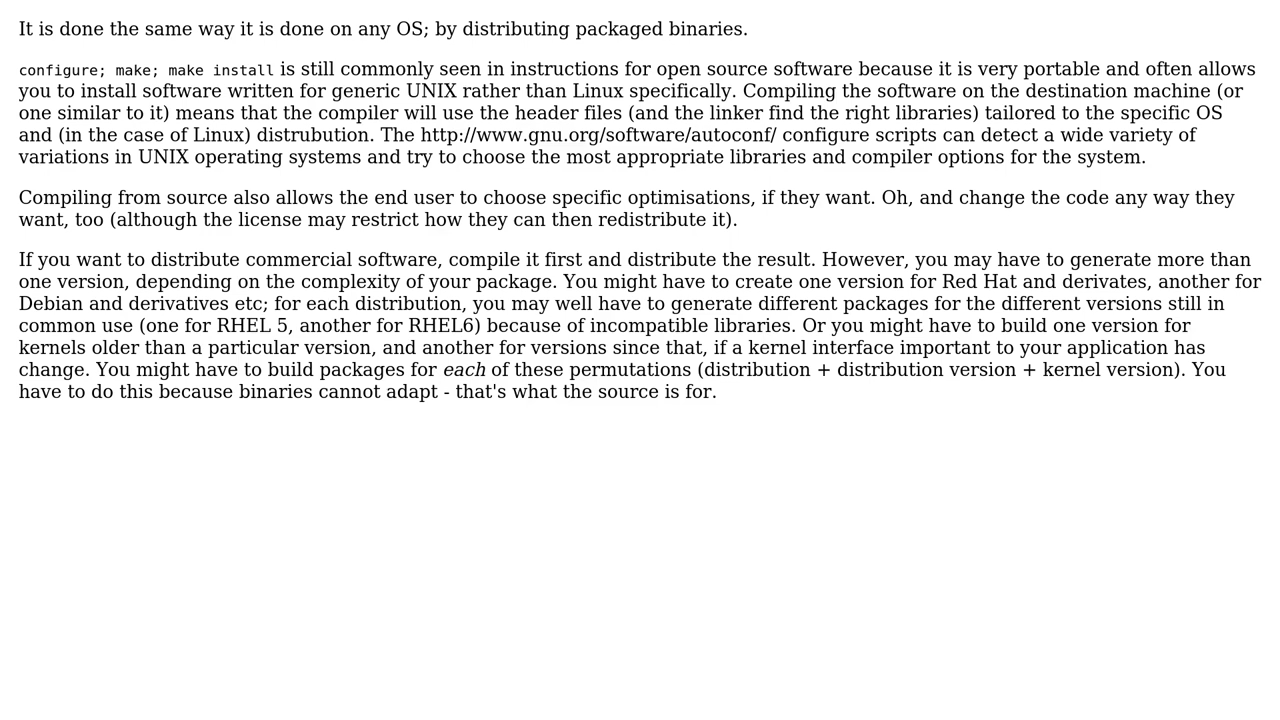 It is done the same way it is done on any OS; by distributing packaged binaries.
configure; make; make install is still commonly seen in instructions for open source software because it is very portable and often allows
you to install software written for generic UNIX rather than Linux specifically. Compiling the software on the destination machine (or
one similar to it) means that the compiler will use the header files (and the linker find the right libraries) tailored to the specific OS
and (in the case of Linux) distrubution. The http://www.gnu.org/software/autoconf/ configure scripts can detect a wide variety of
variations in UNIX operating systems and try to choose the most appropriate libraries and compiler options for the system.
Compiling from source also allows the end user to choose specific optimisations, if they want. Oh, and change the code any way they
want, too (although the license may restrict how they can then redistribute it).
If you want to distribute commercial software, compile it first and distribute the result. However, you may have to generate more than
one version, depending on the complexity of your package. You might have to create one version for Red Hat and derivates, another for
Debian and derivatives etc; for each distribution, you may well have to generate different packages for the different versions still in
common use (one for RHEL 5, another for RHEL6) because of incompatible libraries. Or you might have to build one version for
kernels older than a particular version, and another for versions since that, if a kernel interface important to your application has
change. You might have to build packages for each of these permutations (distribution + distribution version + kernel version). You
have to do this because binaries cannot adapt - that's what the source is for.